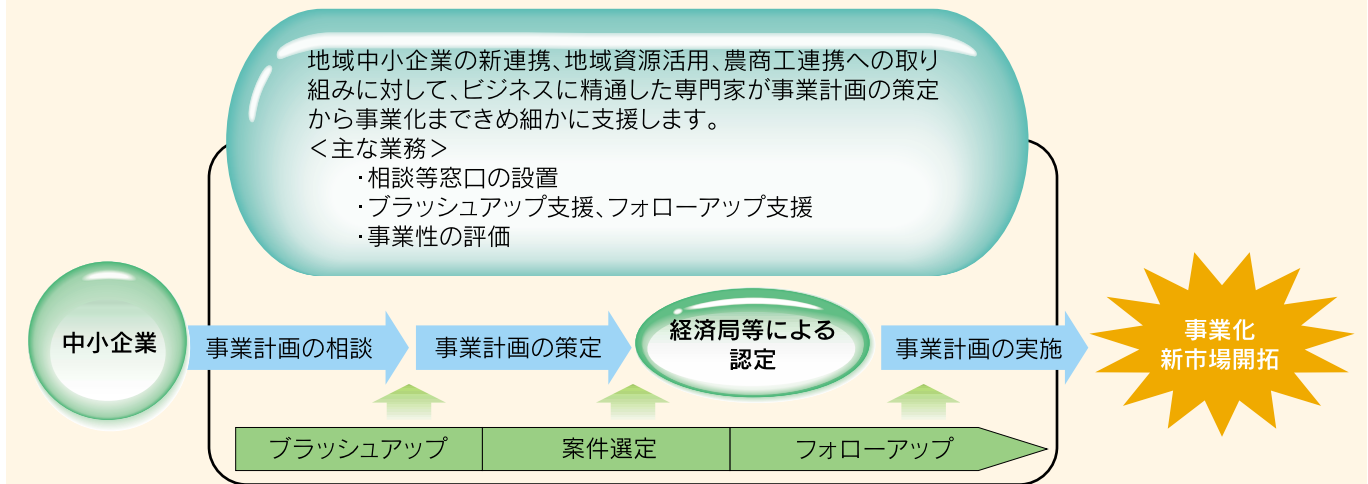 地域中小企業の新連携、地域資源活用、農商工連携への取り
組みに対して、ビジネスに精通した専門家が事業計画の策定
から事業化まできめ細かに支援します。
＜主な業務＞
・相談等窓口の設置
・ブラッシュアップ支援、フォローアップ支援
・事業性の評価
中小企業
事業計画の相談
事業計画の策定
経済局等による
認定
事業計画の実施
事業化
新市場開拓
ブラッシュアップ
案件選定
フォローアップ